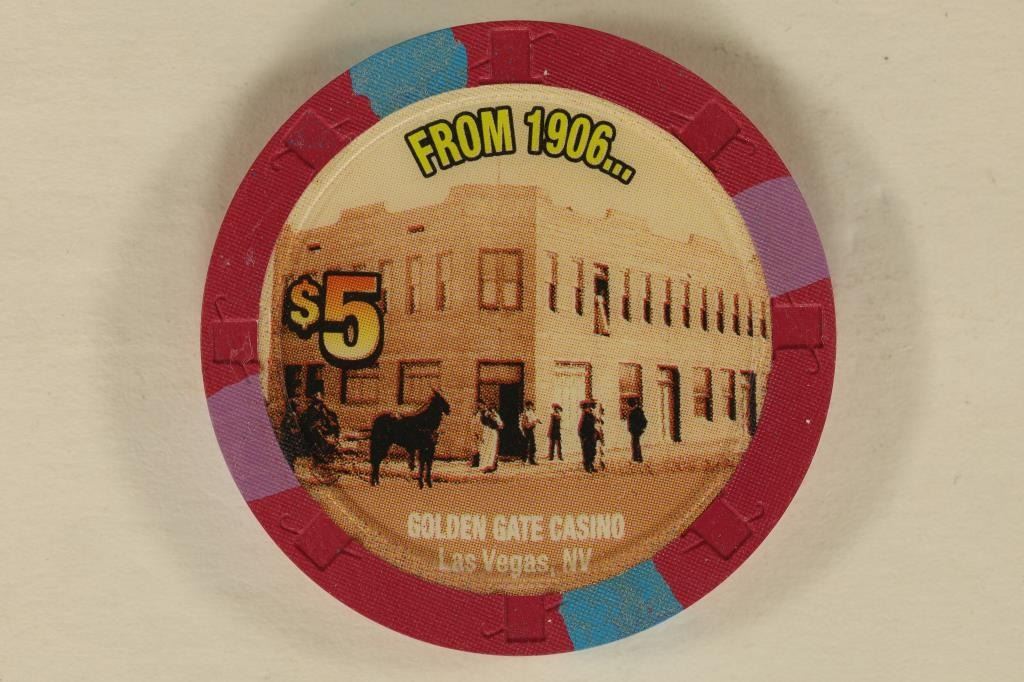 FROM 1906...
$5
GOLDEN GATE CASINO
Las Vegas, NV